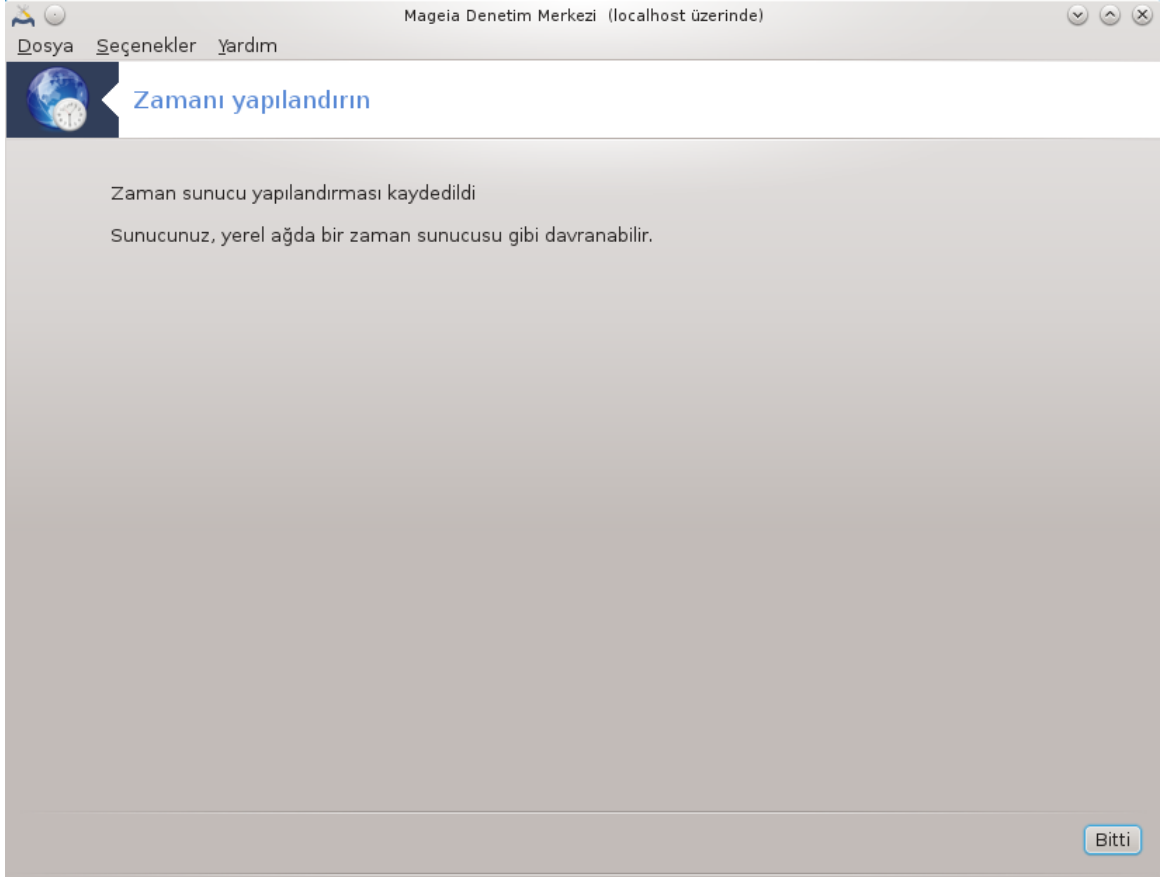 Mageia Denetim Merkezi (localhost üzerinde)
Dosya Seçenekler Yardım
Zamanı yapılandırın
Zaman sunucu yapılandırması kaydedildi
Sunucunuz, yerel ağda bir zaman sunucusu gibi davranabilir.
Bitti